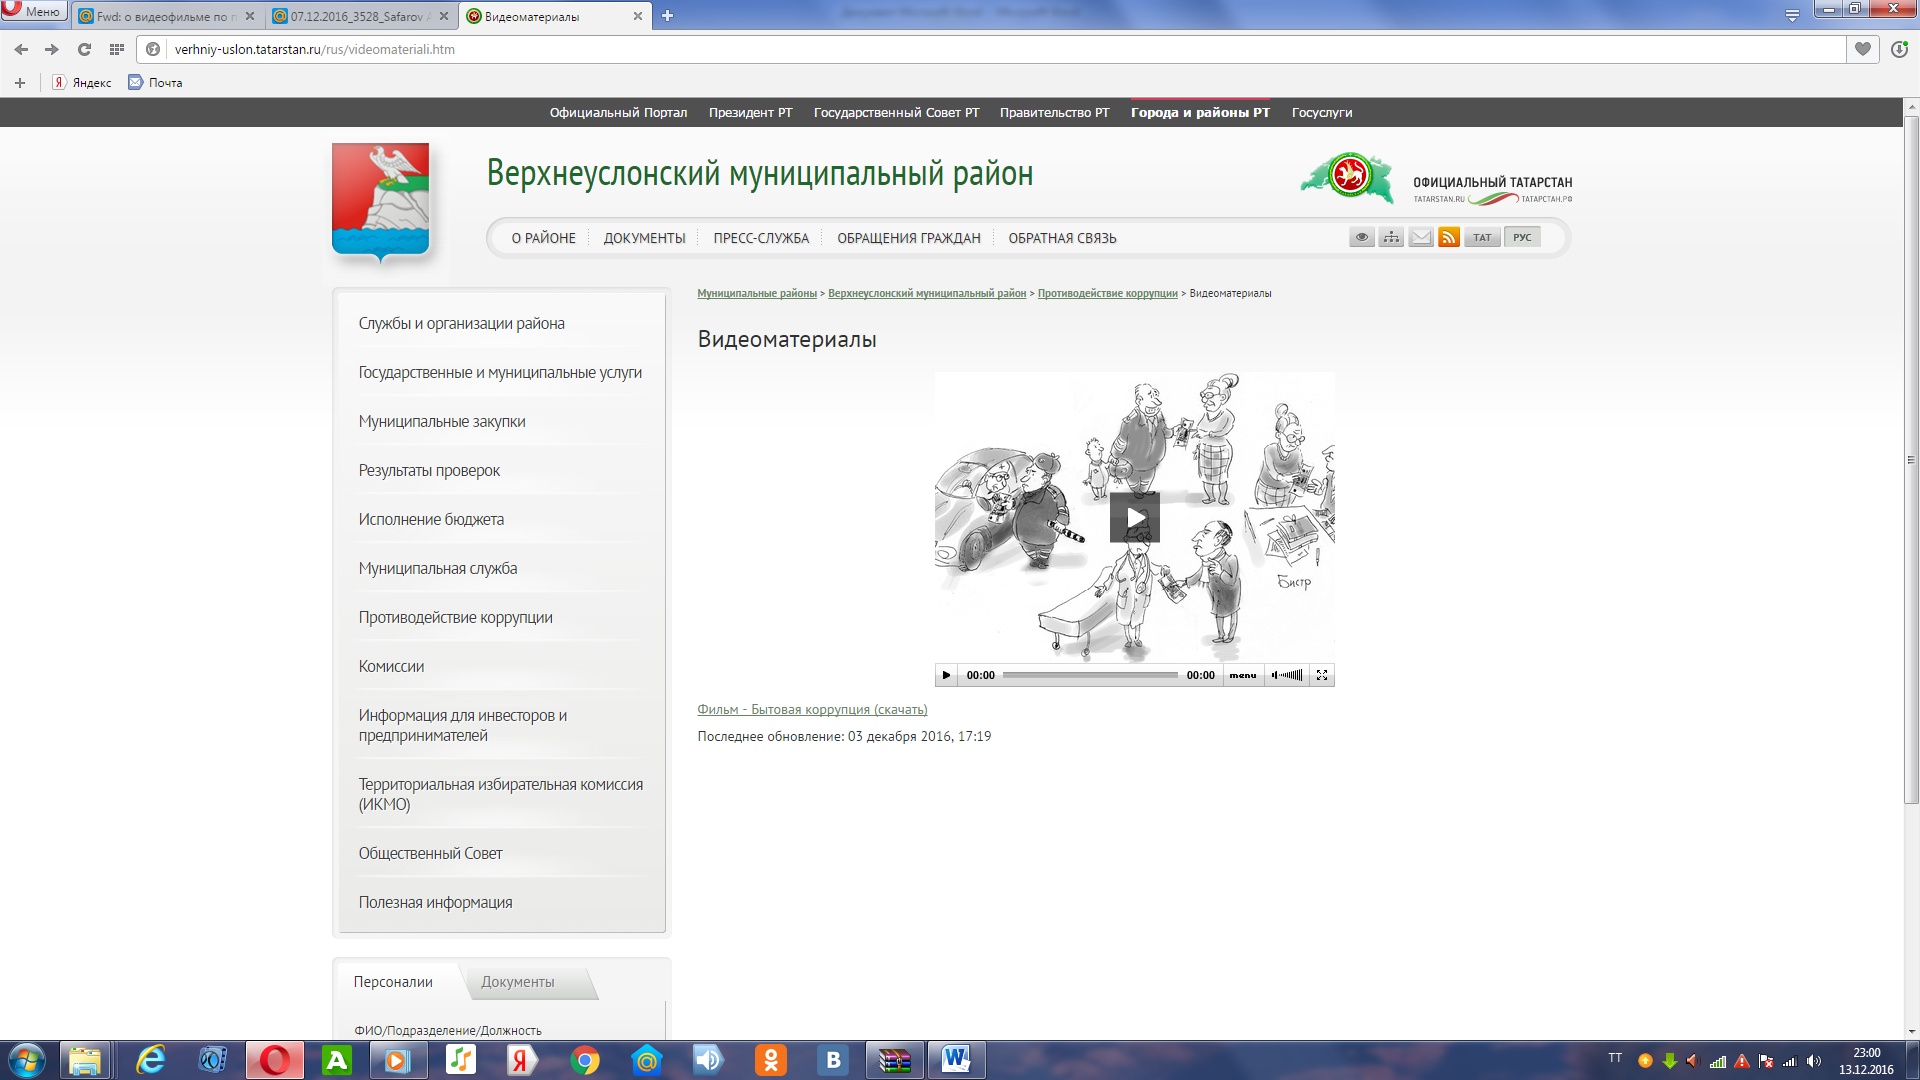 Меню
Fwd: о видеофильме по п
07.12.2016_3528_Safarov A
Видеоматериалы
verhniy-uslon.tatarstan.ru/rus/videomateriali.htm
Яндекс
Почта
Официальный Портал Президент РТ Государственный Совет РТ Правительство РТ Города и районы РТ Госуслуги
Верхнеуслонский муниципальный район
ОФИЦИАЛЬНЫЙ ТАТАРСТАН
TATARSTAN.RU ТАТАРСТАН.РФ
О РАЙОНЕ ДОКУМЕНТЫ ПРЕСС-СЛУЖБА ОБРАЩЕНИЯ ГРАЖДАН ОБРАТНАЯ СВЯЗЬ
ТАТ РУС
Муниципальные районы > Верхнеуслонский муниципальный район > Противодействие коррупции > Видеоматериалы
Видеоматериалы
Бистр
00:00 00:00 menu
Фильм - Бытовая коррупция (скачать)
Последнее обновление: 03 декабря 2016, 17:19
Службы и организации района
Государственные и муниципальные услуги
Муниципальные закупки
Результаты проверок
Исполнение бюджета
Муниципальная служба
Противодействие коррупции
Комиссии
Информация для инвесторов и
предпринимателей
Территориальная избирательная комиссия
(ИКМО)
Общественный Совет
Полезная информация
Персоналии Документы
ФИО/Подразделение/Должность
TT
23:00
13.12.2016